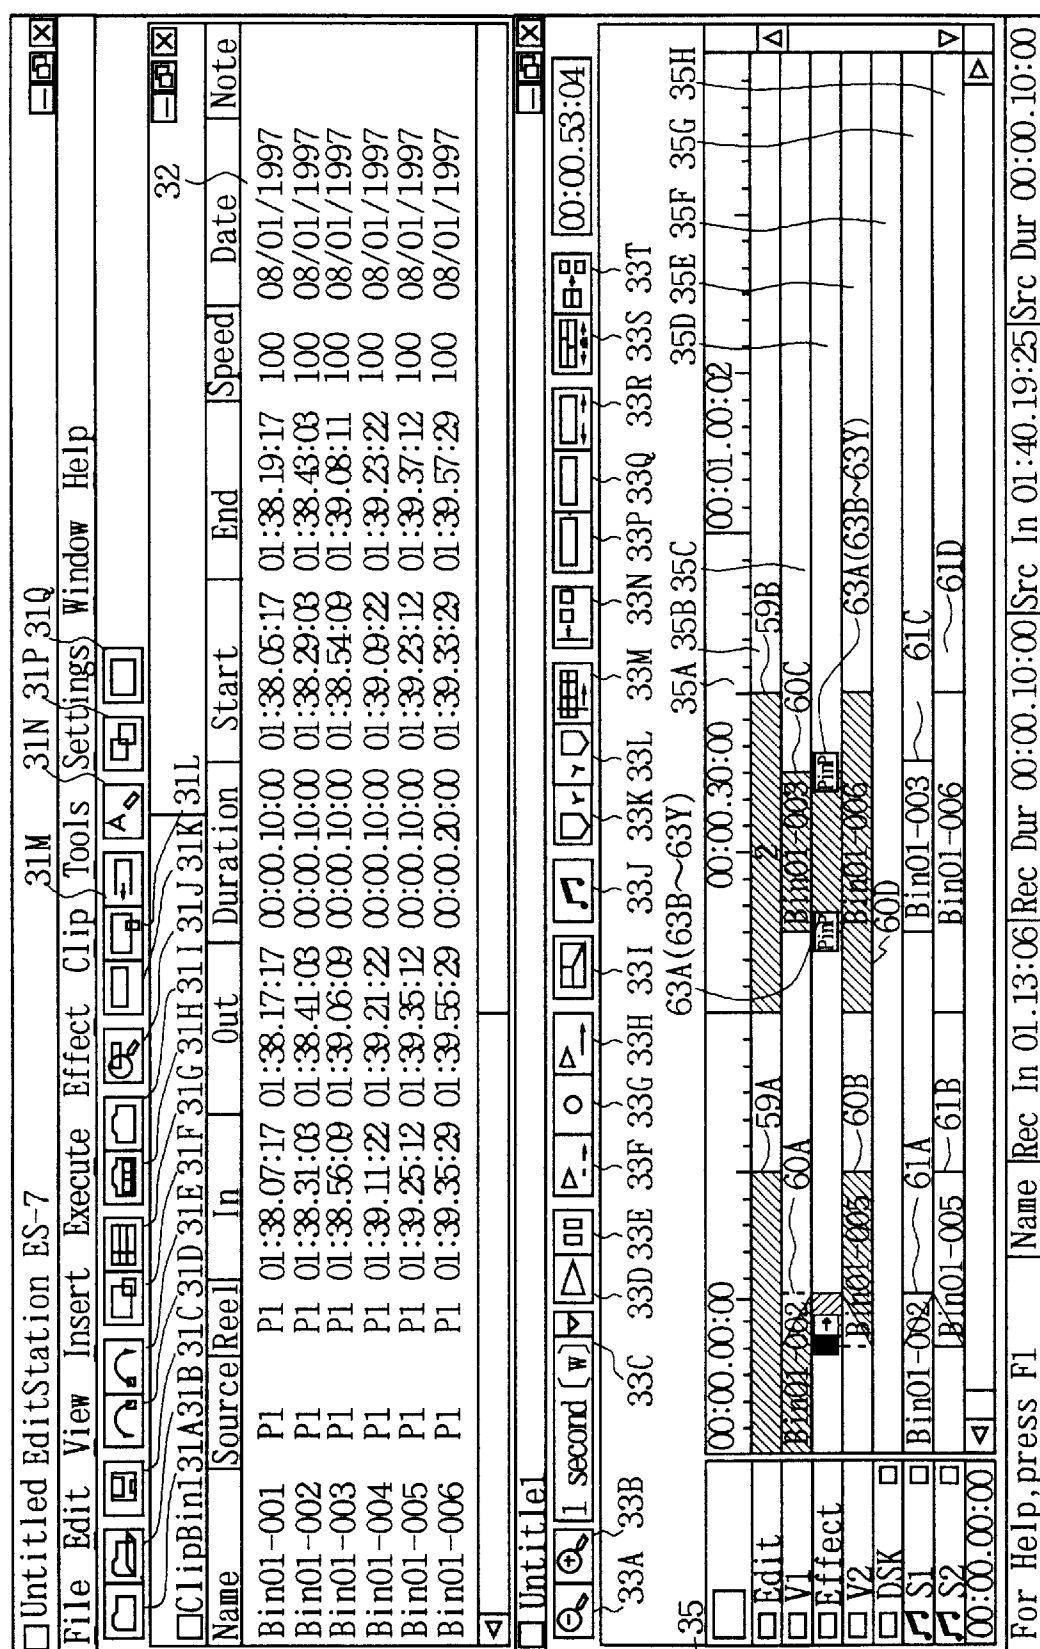 Untitled EditStation ES-7
File Edit View Insert Execute Effect Clip Tools Settings Window Help
31M 31N 31P 31Q
31A 31B 31C 31D 31E 31F 31G 31H 31I 31J 31K 31L
ClipBin1
32
Name Source Reel In Out Duration Start End Speed Date Note
Bin01-001 P1 P1 01:38.07:17 01:38.17:17 00:00.10:00 01:38.05:17 01:38.19:17 100 08/01/1997
Bin01-002 P1 P1 01:38.31:03 01:38.41:03 00:00.10:00 01:38.29:03 01:38.43:03 100 08/01/1997
Bin01-003 P1 P1 01:38.56:09 01:39.06:09 00:00.10:00 01:38.54:09 01:39.08:11 100 08/01/1997
Bin01-004 P1 P1 01:39.11:22 01:39.21:22 00:00.10:00 01:39.09:22 01:39.23:22 100 08/01/1997
Bin01-005 P1 P1 01:39.25:12 01:39.35:12 00:00.10:00 01:39.23:12 01:39.37:12 100 08/01/1997
Bin01-006 P1 P1 01:39.35:29 01:39.55:29 00:00.20:00 01:39.33:29 01:39.57:29 100 08/01/1997
Untitle1
1 second (w) 00:00.53:04
33A 33B 33C 33D 33E 33F 33G 33H 33I 33J 33K 33L 33M 33N 33P 33Q 33R 33S 33T
35 63A(63B~63Y) 35A 35B 35C 35D 35E 35F 35G 35H
00:00.00:00 00:00.30:00 00:01.00:02
Edit 59A 2 59B
V1 Bin01-002 60A Bin01-003 60C
Effect PinP PinP 63A(63B~63Y)
V2 Bin01-005 60B Bin01-006
DSK 60D
S1 Bin01-002 61A Bin01-003 61C
S2 Bin01-005 61B Bin01-006 61D
00:00.00:00
For Help,press F1 Name Rec In 01.13:06 Rec Dur 00:00.10:00 Src In 01:40.19:25 Src Dur 00:00.10:00